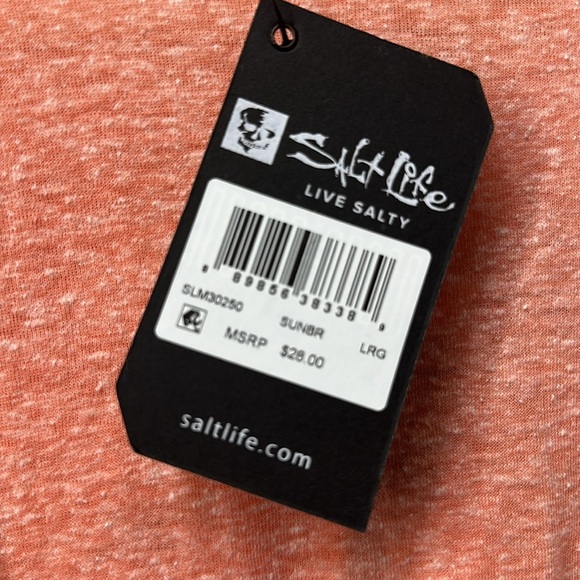 Salt Life
LIVE SALTY
8 89856 38338 9
SLM30250 SUNBR LRG
MSRP $28.00
saltlife.com